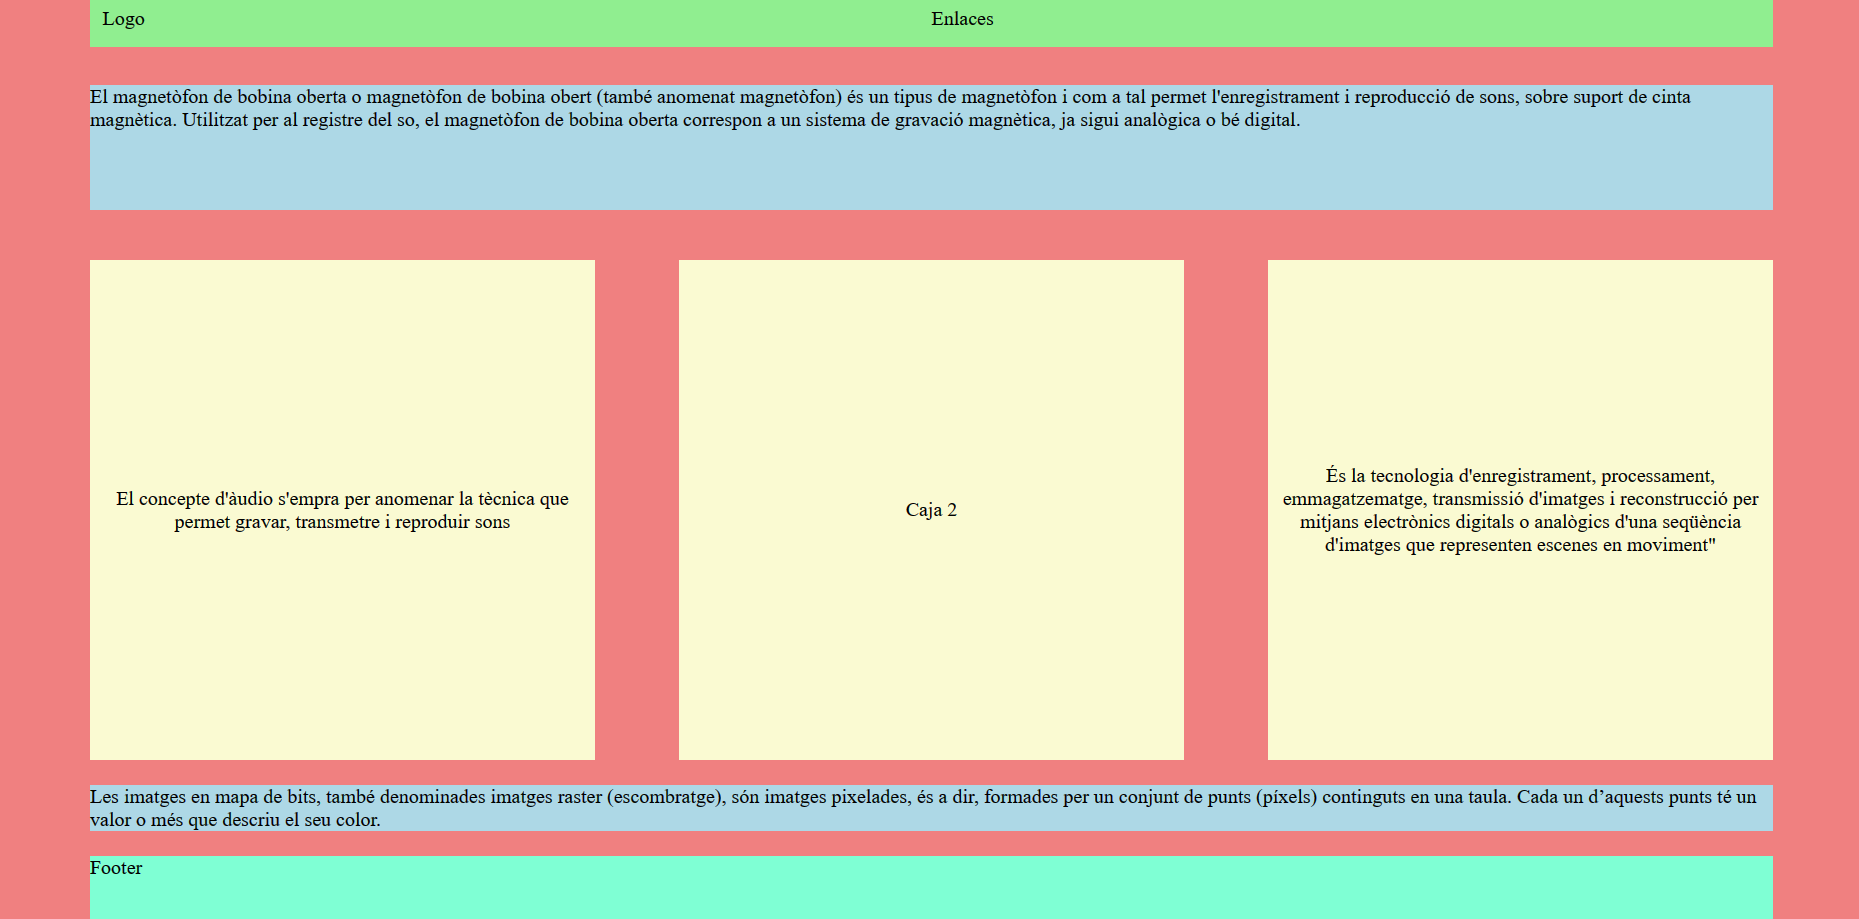 Logo
Enlaces
El magnetòfon de bobina oberta o magnetòfon de bobina obert (també anomenat magnetòfon) és un tipus de magnetòfon i com a tal permet l'enregistrament i reproducció de sons, sobre suport de cinta
magnètica. Utilitzat per al registre del so, el magnetòfon de bobina oberta correspon a un sistema de gravació magnètica, ja sigui analògica o bé digital.
El concepte d'àudio s'empra per anomenar la tècnica que
permet gravar, transmetre i reproduir sons
Caja 2
És la tecnologia d'enregistrament, processament,
emmagatzematge, transmissió d'imatges i reconstrucció per
mitjans electrònics digitals o analògics d'una seqüència
d'imatges que representen escenes en moviment"
Les imatges en mapa de bits, també denominades imatges raster (escombratge), són imatges pixelades, és a dir, formades per un conjunt de punts (píxels) continguts en una taula. Cada un d’aquests punts té un
valor o més que descriu el seu color.
Footer